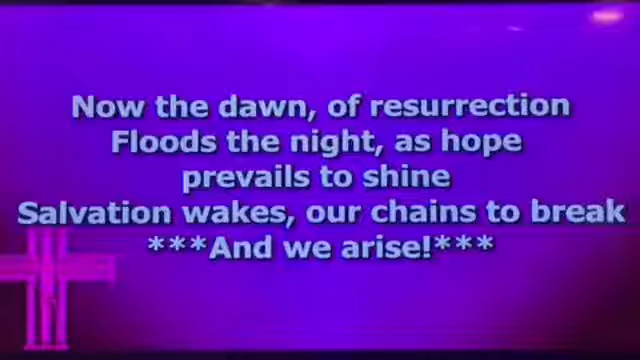 Now the dawn, of resurrection
Floods the night, as hope
prevails to shine
Salvation wakes, our chains to break
***And we arise!***